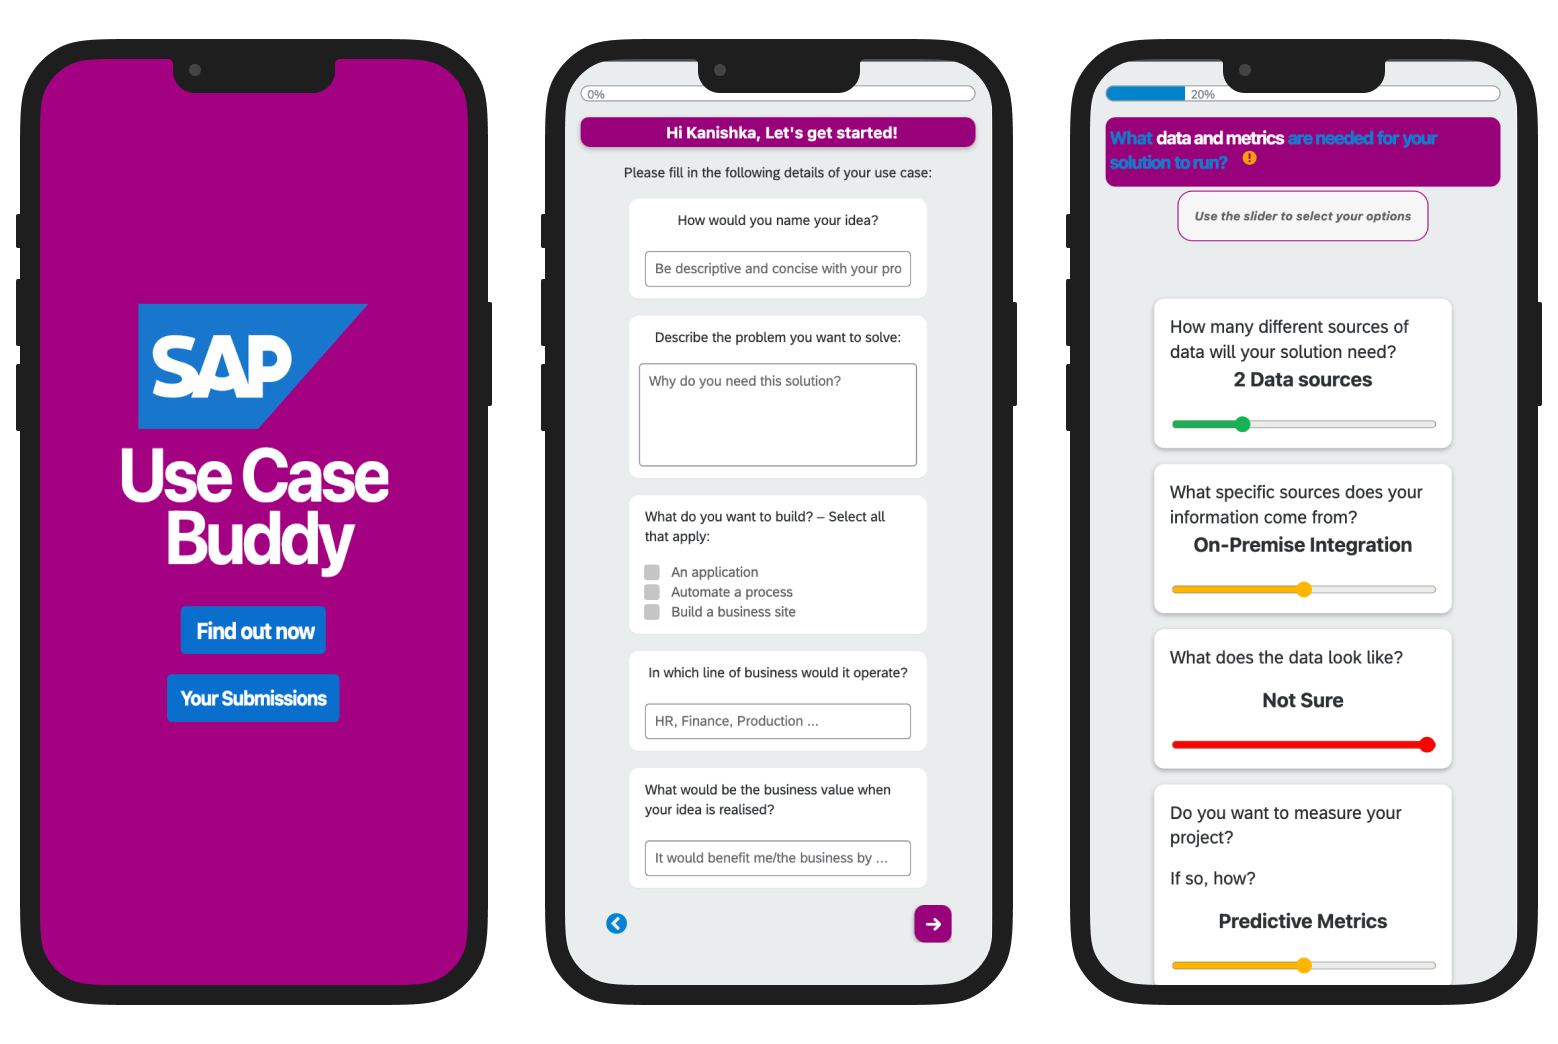 SAP
Use Case
Buddy
Find out now
Your Submissions
0%
Hi Kanishka, Let's get started!
Please fill in the following details of your use case:
How would you name your idea?
Be descriptive and concise with your pro
Describe the problem you want to solve:
Why do you need this solution?
What do you want to build? – Select all
that apply:
An application
Automate a process
Build a business site
In which line of business would it operate?
HR, Finance, Production ...
What would be the business value when
your idea is realised?
It would benefit me/the business by ...
20%
What data and metrics are needed for your
solution to run?
Use the slider to select your options
How many different sources of
data will your solution need?
2 Data sources
What specific sources does your
information come from?
On-Premise Integration
What does the data look like?
Not Sure
Do you want to measure your
project?
If so, how?
Predictive Metrics